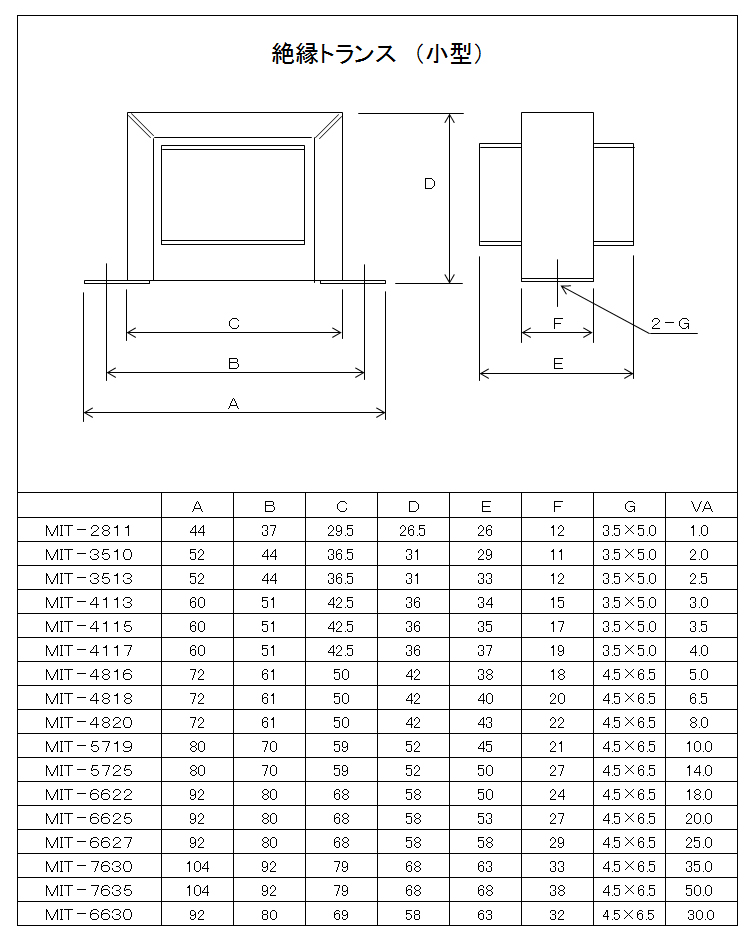 絶縁トランス (小型)
D
C
B
A
F
E
2-G
A B C D E F G VA
MIT-2811 44 37 29.5 26.5 26 12 3.5×5.0 1.0
MIT-3510 52 44 36.5 31 29 11 3.5×5.0 2.0
MIT-3513 52 44 36.5 31 33 12 3.5×5.0 2.5
MIT-4113 60 51 42.5 36 34 15 3.5×5.0 3.0
MIT-4115 60 51 42.5 36 35 17 3.5×5.0 3.5
MIT-4117 60 51 42.5 36 37 19 3.5×5.0 4.0
MIT-4816 72 61 50 42 38 18 4.5×6.5 5.0
MIT-4818 72 61 50 42 40 20 4.5×6.5 6.5
MIT-4820 72 61 50 42 43 22 4.5×6.5 8.0
MIT-5719 80 70 59 52 45 21 4.5×6.5 10.0
MIT-5725 80 70 59 52 50 27 4.5×6.5 14.0
MIT-6622 92 80 68 58 50 24 4.5×6.5 18.0
MIT-6625 92 80 68 58 53 27 4.5×6.5 20.0
MIT-6627 92 80 68 58 58 29 4.5×6.5 25.0
MIT-7630 104 92 79 68 63 33 4.5×6.5 35.0
MIT-7635 104 92 79 68 68 38 4.5×6.5 50.0
MIT-6630 92 80 69 58 63 32 4.5×6.5 30.0